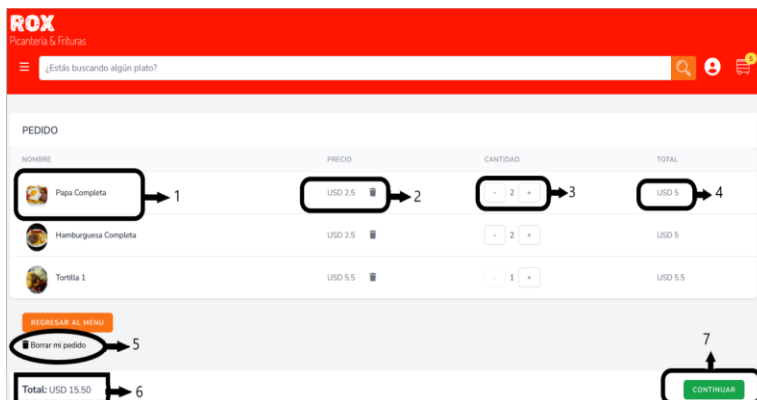 ROX
Picanteria & Frituras
¿Estás buscando algún plato?
5
PEDIDO
NOMBRE PRECIO CANTIDAD TOTAL
Papa Completa 1 USD 2.5 2 - 2 + 3 USD 5 4
Hamburguesa Completa USD 2.5 - 2 + USD 5
Tortilla 1 USD 5.5 - 1 + USD 5.5
REGRESAR AL MENU
Borrar mi pedido 5
7
Total: USD 15.50 6 CONTINUAR